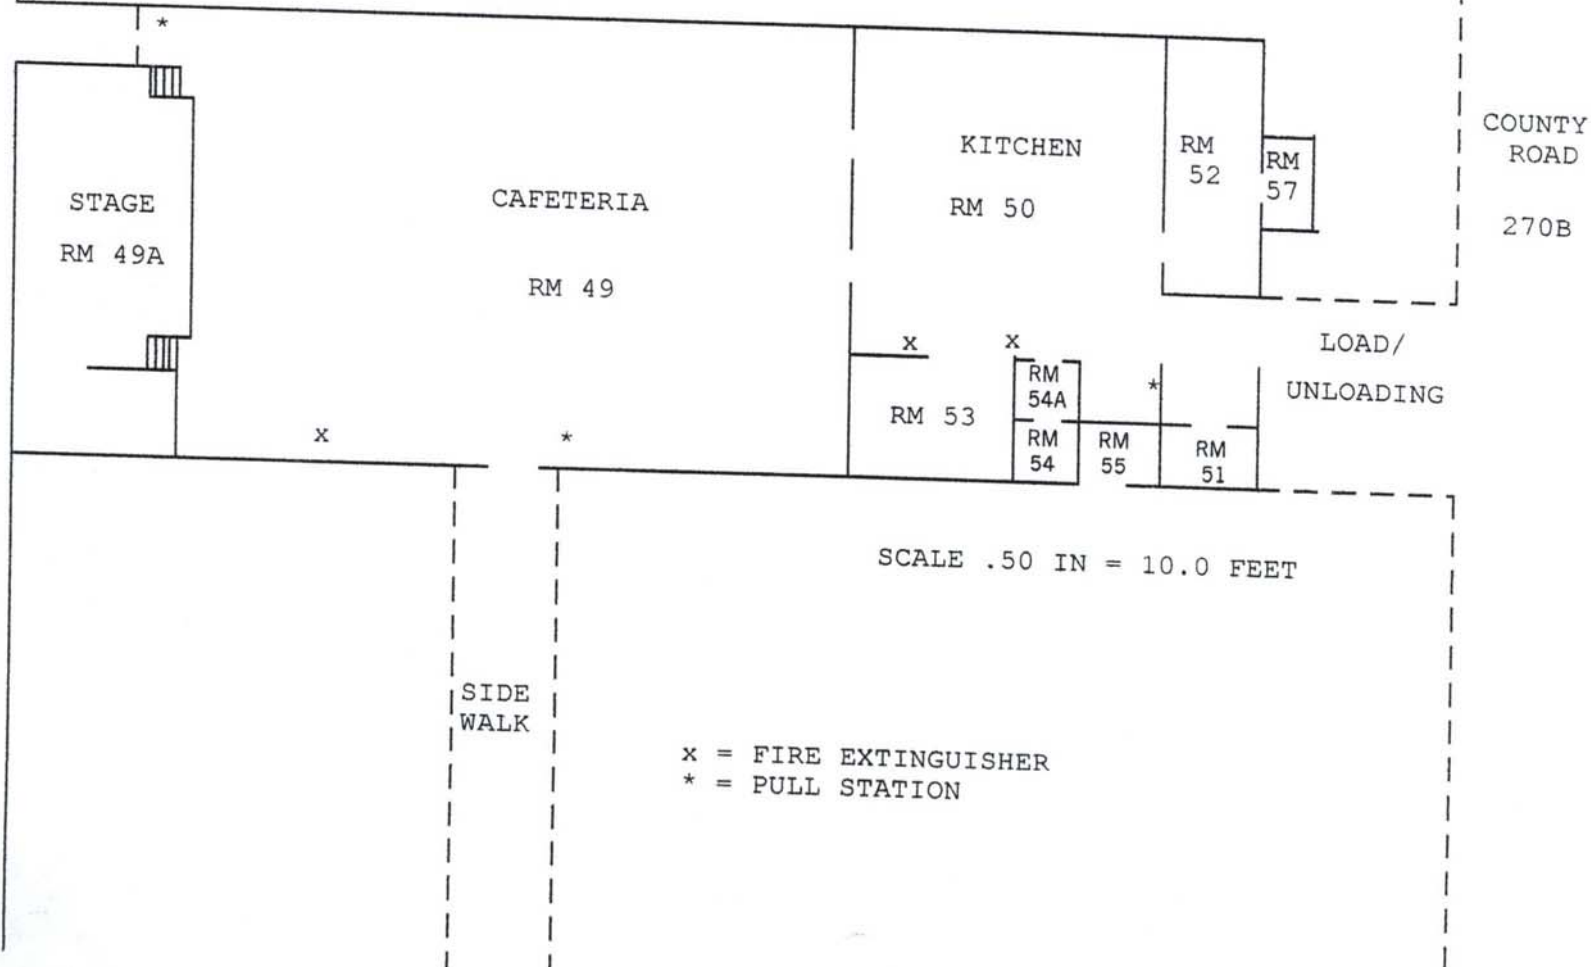 *
COUNTY
ROAD
270B
KITCHEN
RM 50
RM
52
RM
57
STAGE
RM 49A
CAFETERIA
RM 49
x
x
LOAD/
UNLOADING
RM
54A
*
RM 53
RM
54
RM
55
RM
51
x
*
SCALE .50 IN = 10.0 FEET
SIDE
WALK
x = FIRE EXTINGUISHER
* = PULL STATION